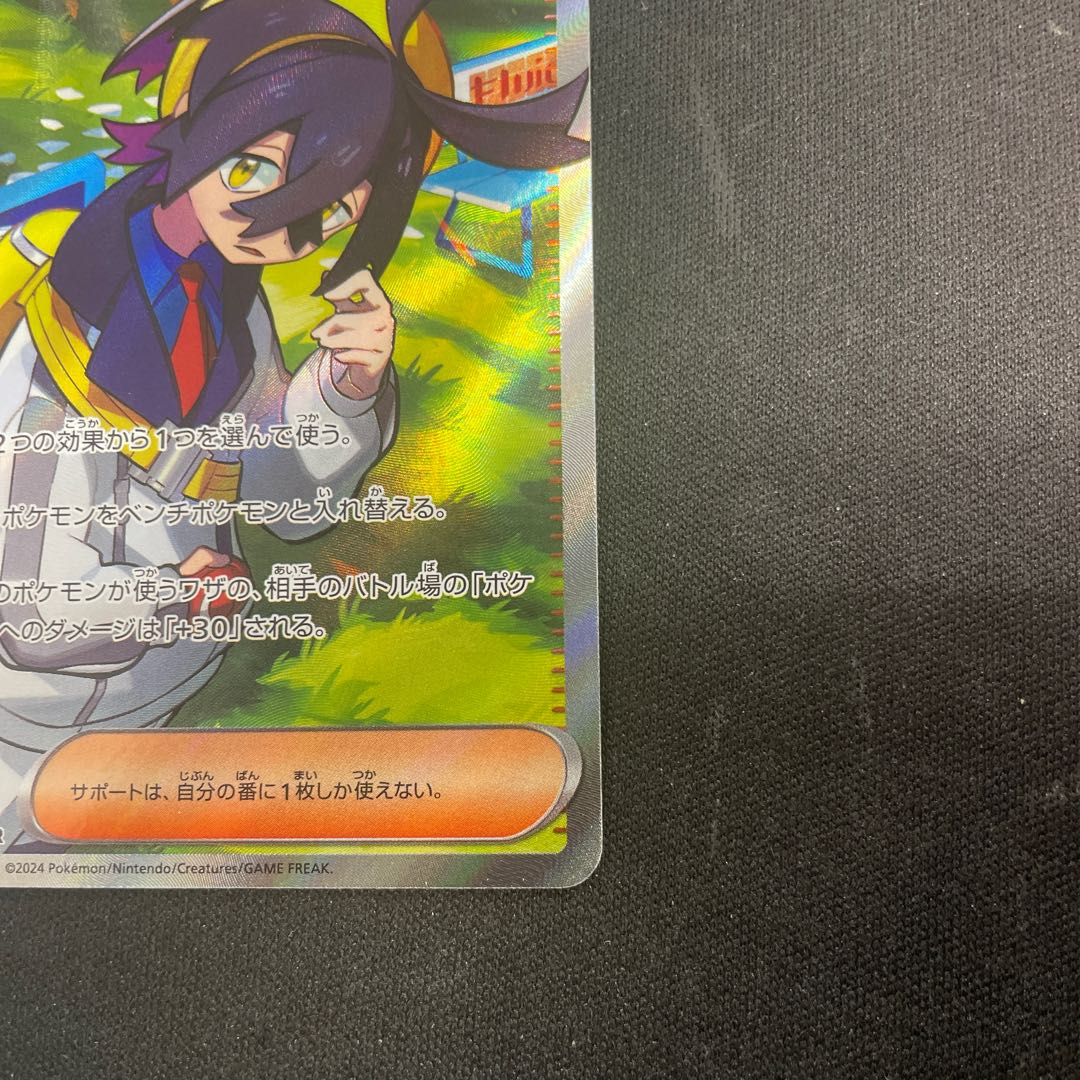 2つの効果から1つを選んで使う。
ポケモンをベンチポケモンと入れ替える。
のポケモンが使うワザの、相手のバトル場の「ポケ
へのダメージは「+30」される。
サポートは、自分の番に1枚しか使えない。
R
©2024 Pokémon/Nintendo/Creatures/GAME FREAK.